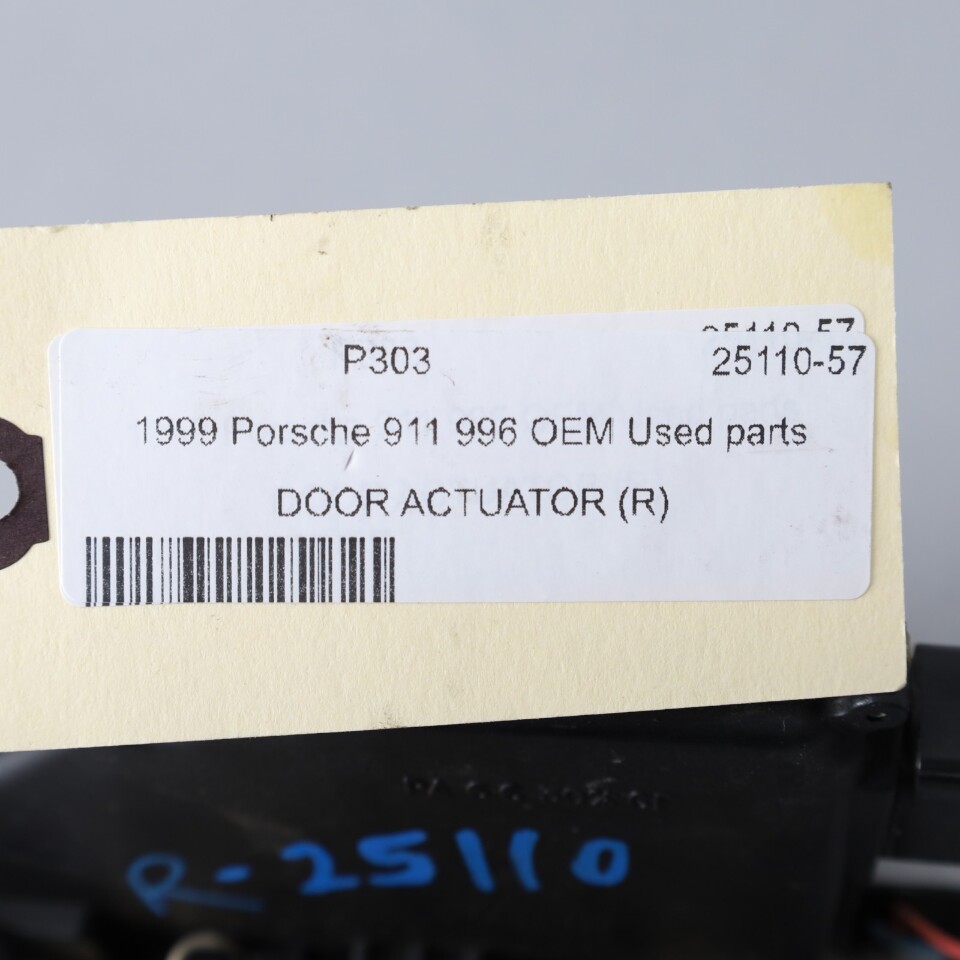 P303 25110-57
1999 Porsche 911 996 OEM Used parts
DOOR ACTUATOR (R)
R-25110